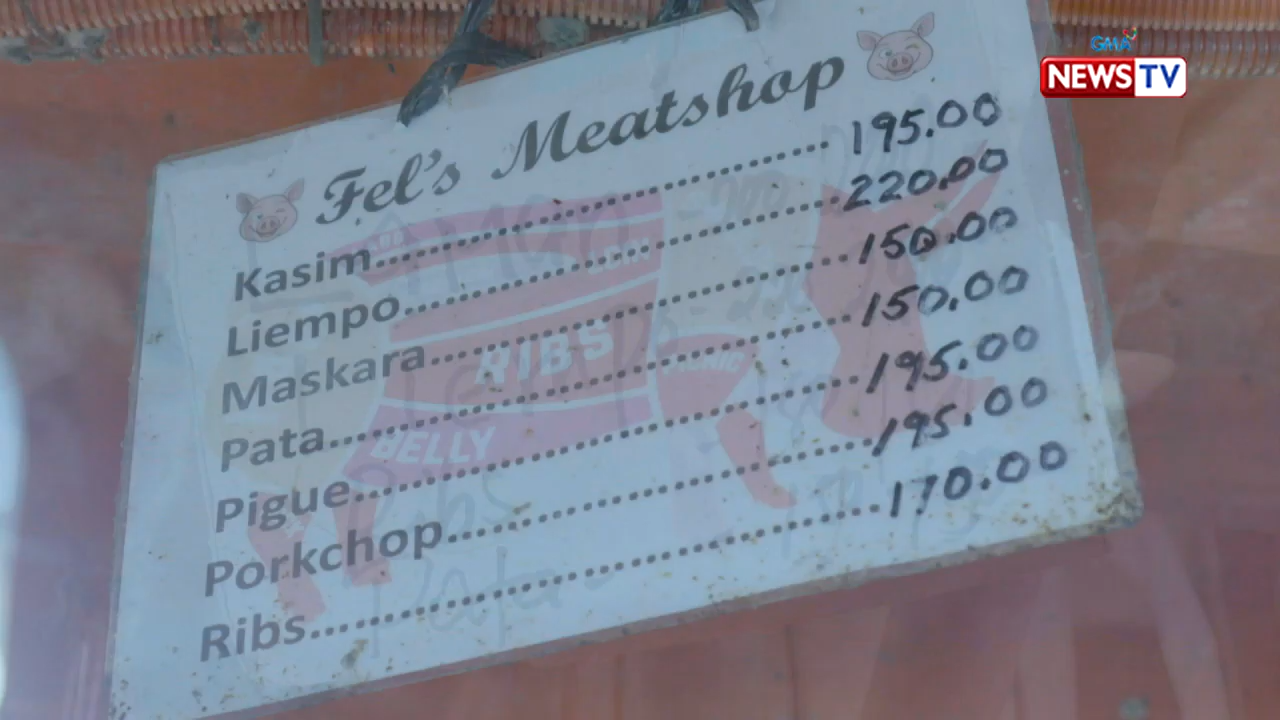 GMA
NEWS TV
Fel's Meatshop
Kasim..............................195.00
Liempo..............................220.00
Maskara..............................150.00
Pata..............................150.00
Pigue..............................195.00
Porkchop..............................195.00
Ribs..............................170.00
RIBS
BELLY
PICNIC